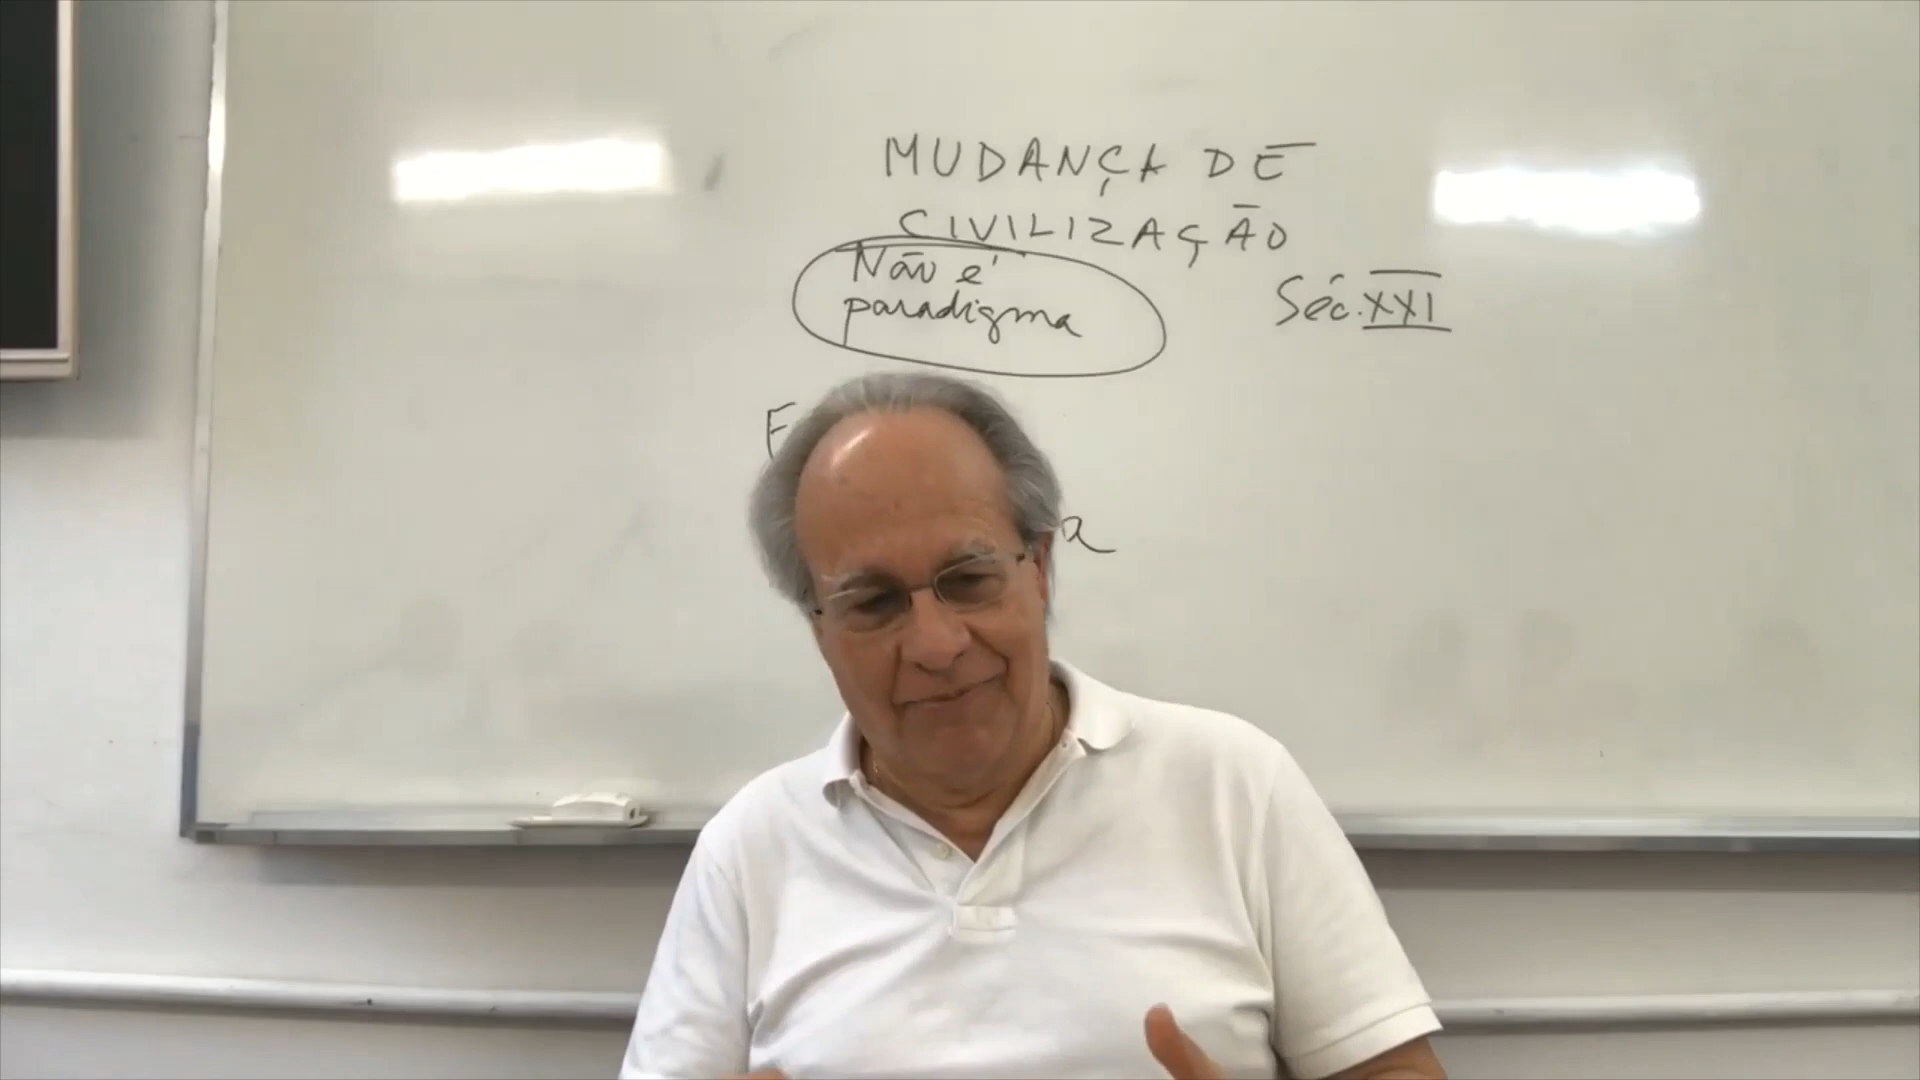 MUDANÇA DE
CIVILIZAÇÃO
Não é
paradigma
Séc. XXI